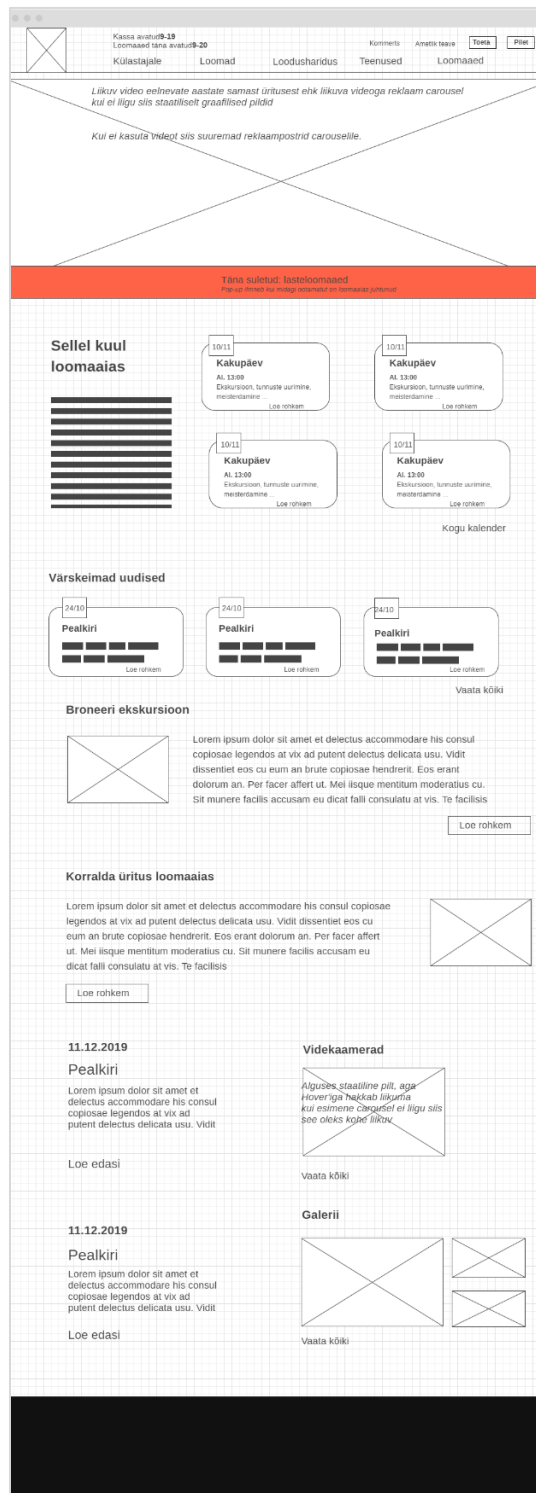 Kassa avatud9-19
Loomaaed täna avatud9-20
Kommerts
Ametlik teave
Toeta
Pilet
Külastajale
Loomad
Loodusharidus
Teenused
Loomaaed
Liikuv video eelnevate aastate samast üritusest ehk liikuva videoga reklaam carousel
kui ei liigu siis staatiliselt graafilised pildid
Kui ei kasuta videot siis suuremad reklaampostrid carouselile.
Täna suletud: lasteloomaaed
Pop-up ilmneb kui midagi ootamatut on loomaaias juhtunud
Sellel kuul
loomaaias
10/11
Kakupäev
Al. 13:00
Ekskursioon, tunnuste uurimine,
meisterdamine ...
Loe rohkem
10/11
Kakupäev
Al. 13:00
Ekskursioon, tunnuste uurimine,
meisterdamine ...
Loe rohkem
10/11
Kakupäev
Al. 13:00
Ekskursioon, tunnuste uurimine,
meisterdamine ...
Loe rohkem
10/11
Kakupäev
Al. 13:00
Ekskursioon, tunnuste uurimine,
meisterdamine ...
Loe rohkem
Kogu kalender
Värskeimad uudised
24/10
Pealkiri
Loe rohkem
24/10
Pealkiri
Loe rohkem
24/10
Pealkiri
Loe rohkem
Vaata kõiki
Broneeri ekskursioon
Lorem ipsum dolor sit amet et delectus accommodare his consul
copiosae legendos at vix ad putent delectus delicata usu. Vidit
dissentiet eos cu eum an brute copiosae hendrerit. Eos erant
dolorum an. Per facer affert ut. Mei iisque mentitum moderatius cu.
Sit munere facilis accusam eu dicat falli consulatu at vis. Te facilisis
Loe rohkem
Korralda üritus loomaaias
Lorem ipsum dolor sit amet et delectus accommodare his consul copiosae
legendos at vix ad putent delectus delicata usu. Vidit dissentiet eos cu
eum an brute copiosae hendrerit. Eos erant dolorum an. Per facer affert
ut. Mei iisque mentitum moderatius cu. Sit munere facilis accusam eu
dicat falli consulatu at vis. Te facilisis
Loe rohkem
11.12.2019
Pealkiri
Lorem ipsum dolor sit amet et
delectus accommodare his consul
copiosae legendos at vix ad
putent delectus delicata usu. Vidit
Loe edasi
Videkaamerad
Alguses staatiline pilt, aga
Hover'iga hakkab liikuma
kui esimene carousel ei liigu siis
see oleks kohe liikuv
Vaata kõiki
11.12.2019
Pealkiri
Lorem ipsum dolor sit amet et
delectus accommodare his consul
copiosae legendos at vix ad
putent delectus delicata usu. Vidit
Loe edasi
Galerii
Vaata kõiki